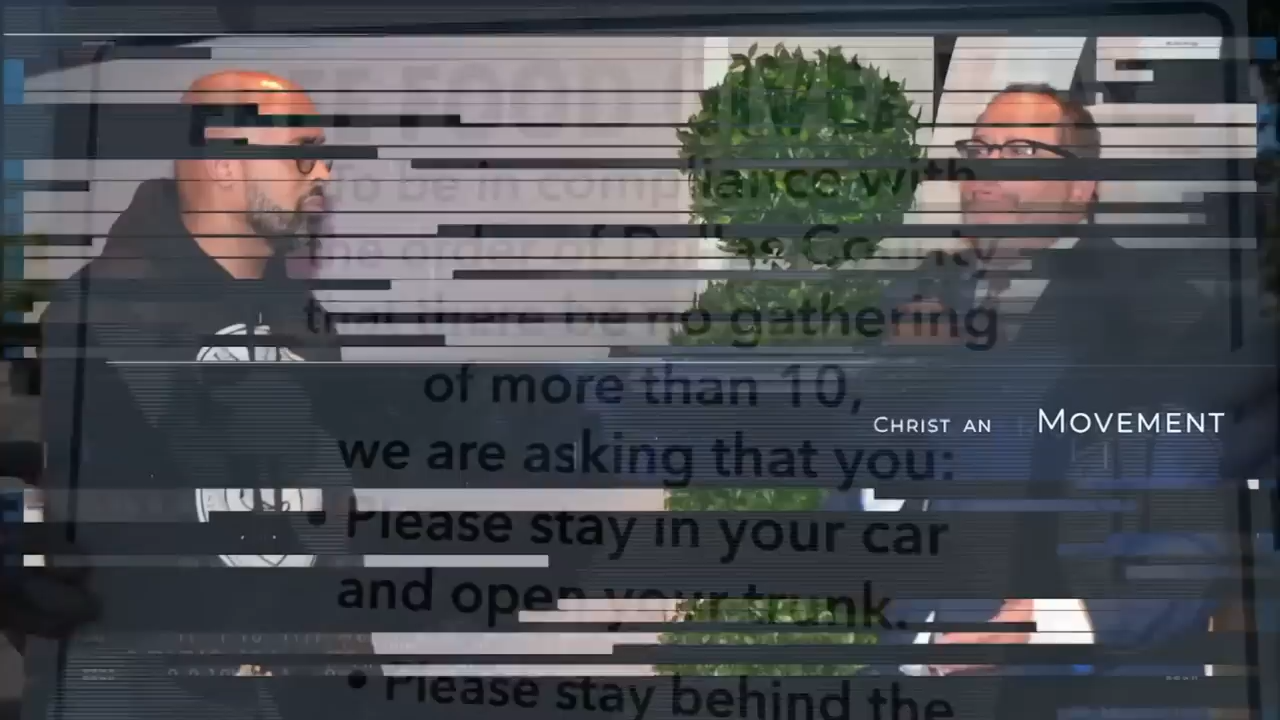 To be in compliance with
the order of Dallas County
that there be no gathering
of more than 10,
CHRIST AN MOVEMENT
we are asking that you:
• Please stay in your car
and open your trunk.
• Please stay behind the